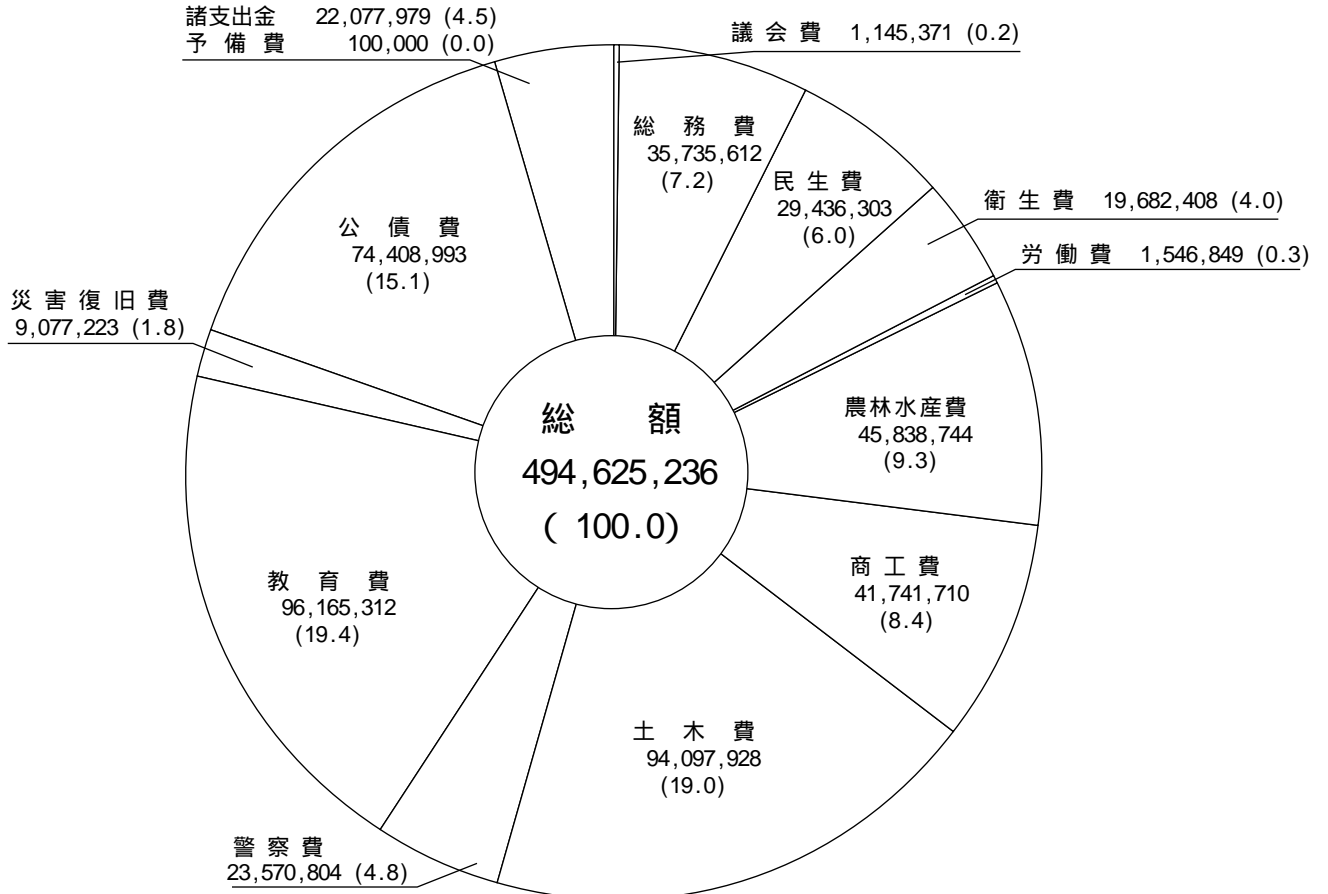 諸支出金 22,077,979 (4.5)
予備費 100,000 (0.0)
議会費 1,145,371 (0.2)
総務費
35,735,612
(7.2)
民生費
29,436,303
(6.0)
衛生費 19,682,408 (4.0)
労働費 1,546,849 (0.3)
農林水産費
45,838,744
(9.3)
商工費
41,741,710
(8.4)
土木費
94,097,928
(19.0)
警察費
23,570,804 (4.8)
教育費
96,165,312
(19.4)
災害復旧費
9,077,223 (1.8)
公債費
74,408,993
(15.1)
総額
494,625,236
( 100.0)